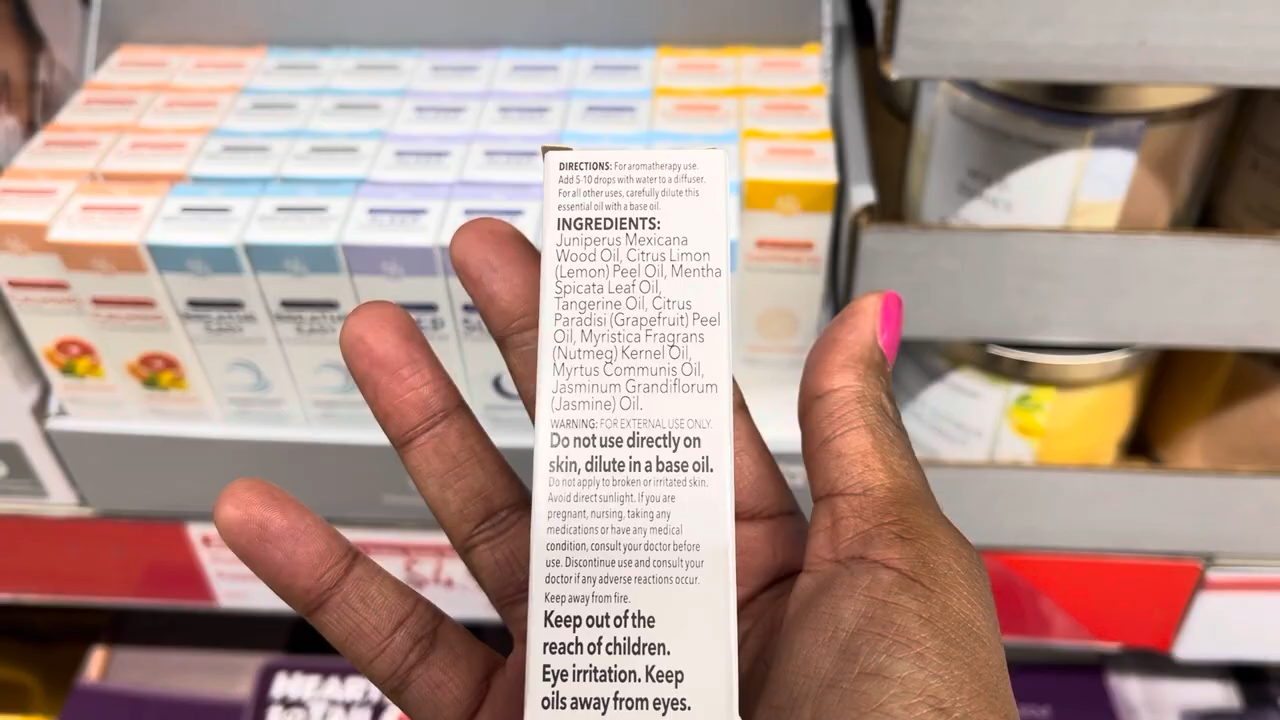 DIRECTIONS: For aromatherapy use.
Add 5-10 drops with water to a diffuser.
For all other uses, carefully dilute this
essential oil with a base oil.
INGREDIENTS:
Juniperus Mexicana
Wood Oil, Citrus Limon
(Lemon) Peel Oil, Mentha
Spicata Leaf Oil,
Tangerine Oil, Citrus
Paradisi (Grapefruit) Peel
Oil, Myristica Fragrans
(Nutmeg) Kernel Oil,
Myrtus Communis Oil,
Jasminum Grandiflorum
(Jasmine) Oil.
WARNING: FOR EXTERNAL USE ONLY.
Do not use directly on
skin, dilute in a base oil.
Do not apply to broken or irritated skin.
Avoid direct sunlight. If you are
pregnant, nursing, taking any
medications or have any medical
condition, consult your doctor before
use. Discontinue use and consult your
doctor if any adverse reactions occur.
Keep away from fire.
Keep out of the
reach of children.
Eye irritation. Keep
oils away from eyes.